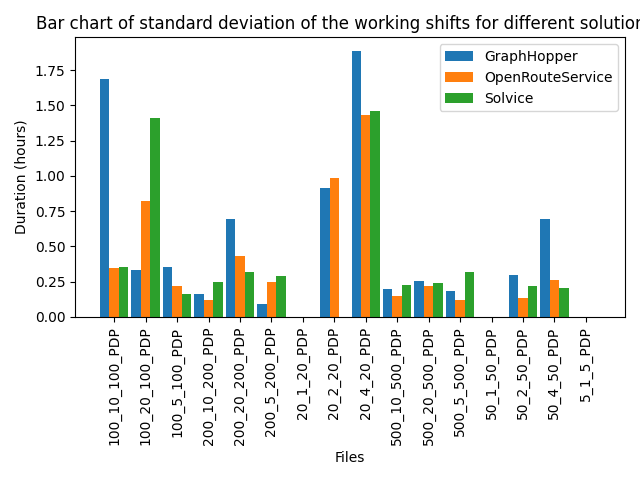 Bar chart of standard deviation of the working shifts for different solution
GraphHopper
OpenRouteService
Solvice
Duration (hours)
1.75
1.50
1.25
1.00
0.75
0.50
0.25
0.00
100_10_100_PDP
100_20_100_PDP
100_5_100_PDP
200_10_200_PDP
200_20_200_PDP
200_5_200_PDP
20_1_20_PDP
20_2_20_PDP
20_4_20_PDP
500_10_500_PDP
500_20_500_PDP
500_5_500_PDP
50_1_50_PDP
50_2_50_PDP
50_4_50_PDP
5_1_5_PDP
Files